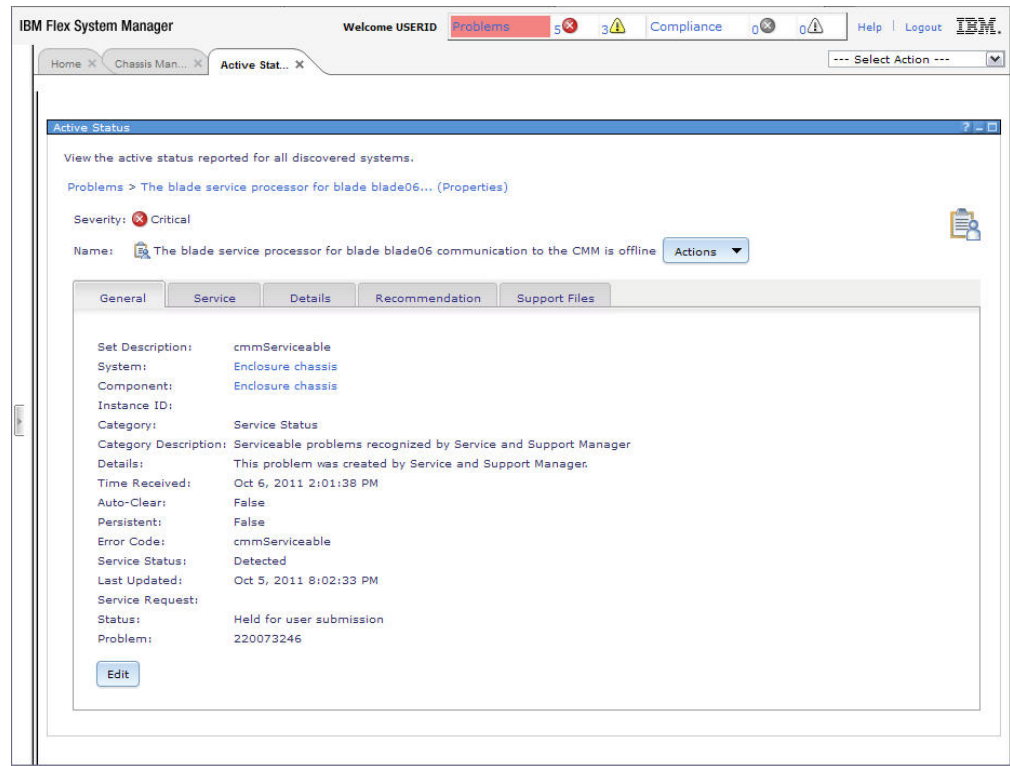 IBM Flex System Manager Welcome USERID Problems 5 3 Compliance 0 0 Help Logout IBM.
Home Chassis Man... Active Stat... --- Select Action ---
Active Status
View the active status reported for all discovered systems.
Problems > The blade service processor for blade blade06... (Properties)
Severity: Critical
Name: The blade service processor for blade blade06 communication to the CMM is offline Actions
General Service Details Recommendation Support Files
Set Description: cmmServiceable
System: Enclosure chassis
Component: Enclosure chassis
Instance ID:
Category: Service Status
Category Description: Serviceable problems recognized by Service and Support Manager
Details: This problem was created by Service and Support Manager.
Time Received: Oct 6, 2011 2:01:38 PM
Auto-Clear: False
Persistent: False
Error Code: cmmServiceable
Service Status: Detected
Last Updated: Oct 5, 2011 8:02:33 PM
Service Request:
Status: Held for user submission
Problem: 220073246
Edit